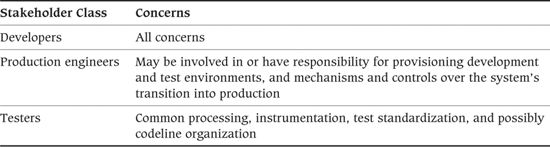 Stakeholder Class Concerns
Developers All concerns
Production engineers May be involved in or have responsibility for provisioning development
and test environments, and mechanisms and controls over the system's
transition into production
Testers Common processing, instrumentation, test standardization, and possibly
codeline organization